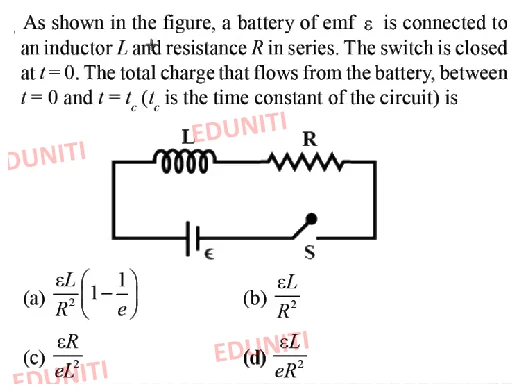 As shown in the figure, a battery of emf ε is connected to
an inductor L and resistance R in series. The switch is closed
at t = 0. The total charge that flows from the battery, between
t = 0 and t = t_c (t_c is the time constant of the circuit) is
EDUNITI
DUNITI
L R
ϵ S
(a) εL/R² (1 − 1/e) (b) εL/R²
(c) εR/eL² (d) εL/eR²
EDUNITI
EDUNITI